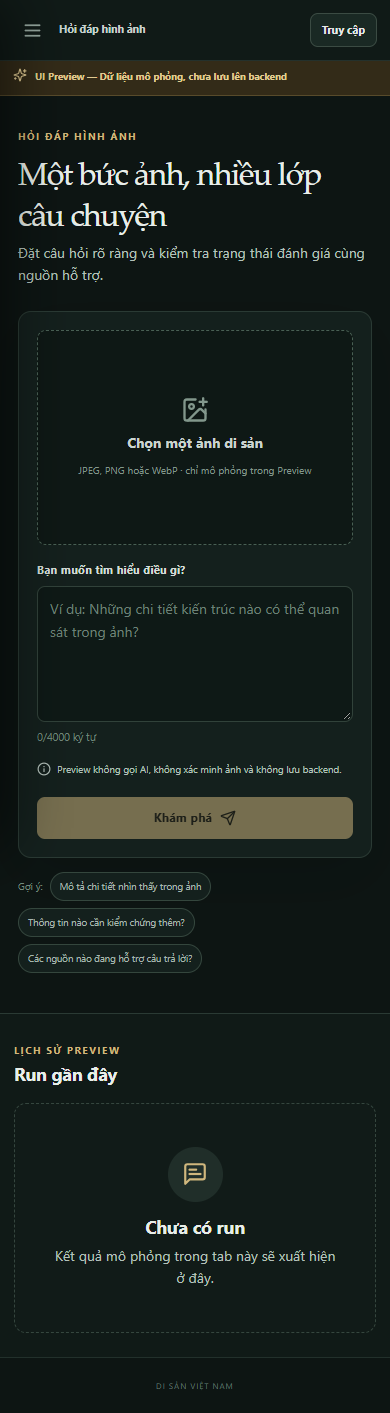 Hỏi đáp hình ảnh
Truy cập
UI Preview — Dữ liệu mô phỏng, chưa lưu lên backend
HỎI ĐÁP HÌNH ẢNH
Một bức ảnh, nhiều lớp
câu chuyện
Đặt câu hỏi rõ ràng và kiểm tra trạng thái đánh giá cùng
nguồn hỗ trợ.
Chọn một ảnh di sản
JPEG, PNG hoặc WebP · chỉ mô phỏng trong Preview
Bạn muốn tìm hiểu điều gì?
Ví dụ: Những chi tiết kiến trúc nào có thể quan
sát trong ảnh?
0/4000 ký tự
Preview không gọi AI, không xác minh ảnh và không lưu backend.
Khám phá
Gợi ý:
Mô tả chi tiết nhìn thấy trong ảnh
Thông tin nào cần kiểm chứng thêm?
Các nguồn nào đang hỗ trợ câu trả lời?
LỊCH SỬ PREVIEW
Run gần đây
Chưa có run
Kết quả mô phỏng trong tab này sẽ xuất hiện
ở đây.
DI SẢN VIỆT NAM